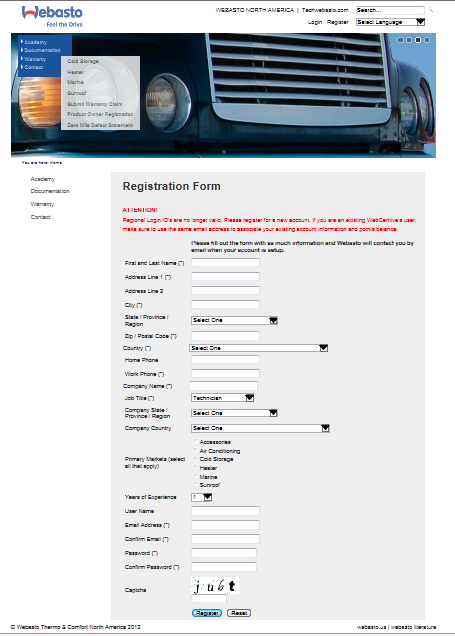 Webasto
Feel the Drive
WEBASTO NORTH AMERICA | Techwebasto.com
Search...
Login Register
Select Language
Academy
Documentation
Warranty
Contact
Cold Storage
Heater
Marine
Sunroof
Submit Warranty Claim
Product Owner Registration
Zero Mile Defect Statement
You are here: Home
Academy
Documentation
Warranty
Contact
Registration Form
ATTENTION!
Regional Login ID's are no longer valid. Please register for a new account. If you are an existing WebCentive's user,
make sure to use the same email address to associate your existing account information and points balance.
Please fill out the form with as much information and Webasto will contact you by
email when your account is setup.
First and Last Name (*)
Address Line 1 (*)
Address Line 2
City (*)
State / Province /
Region
Select One
Zip / Postal Code (*)
Country (*)
Select One
Home Phone
Work Phone (*)
Company Name (*)
Job Title (*)
Technician
Company State /
Province / Region
Select One
Company Country
Select One
Primary Markets (select
all that apply)
Accessories
Air Conditioning
Cold Storage
Heater
Marine
Sunroof
Years of Experience
1
User Name
Email Address (*)
Confirm Email (*)
Password (*)
Confirm Password (*)
Captcha
jubt
Register Reset
© Webasto Thermo & Comfort North America 2013
webasto.us | webasto literature